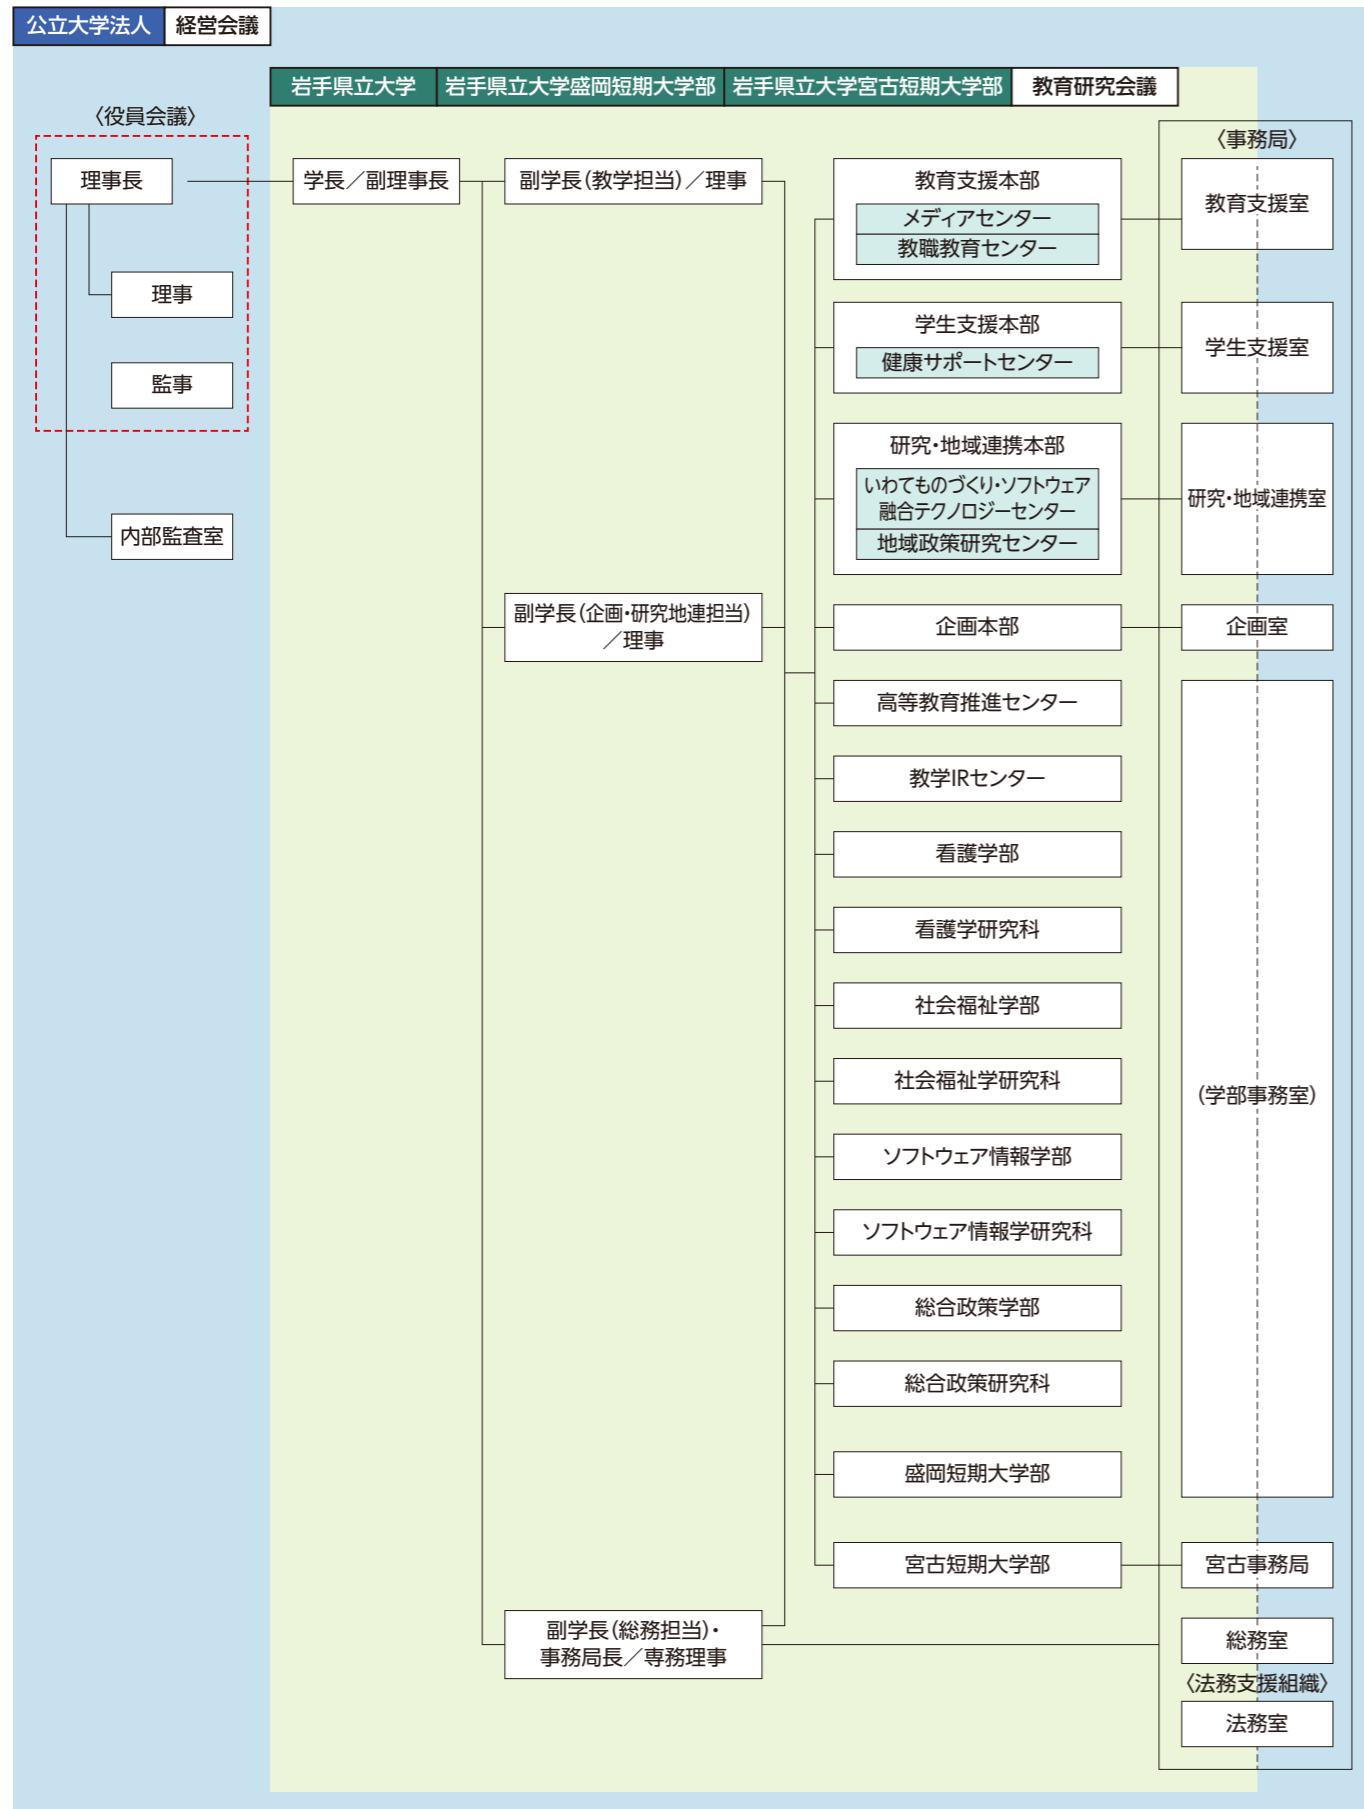 公立大学法人
経営会議
岩手県立大学
岩手県立大学盛岡短期大学部
岩手県立大学宮古短期大学部
教育研究会議
〈役員会議〉
理事長
理事
監事
内部監査室
学長／副理事長
副学長（教学担当）／理事
副学長（企画・研究地連担当）
／理事
副学長（総務担当）・
事務局長／専務理事
教育支援本部
メディアセンター
教職教育センター
学生支援本部
健康サポートセンター
研究・地域連携本部
いわてものづくり・ソフトウェア
融合テクノロジーセンター
地域政策研究センター
企画本部
高等教育推進センター
教学IRセンター
看護学部
看護学研究科
社会福祉学部
社会福祉学研究科
ソフトウェア情報学部
ソフトウェア情報学研究科
総合政策学部
総合政策研究科
盛岡短期大学部
宮古短期大学部
〈事務局〉
教育支援室
学生支援室
研究・地域連携室
企画室
（学部事務室）
宮古事務局
総務室
〈法務支援組織〉
法務室